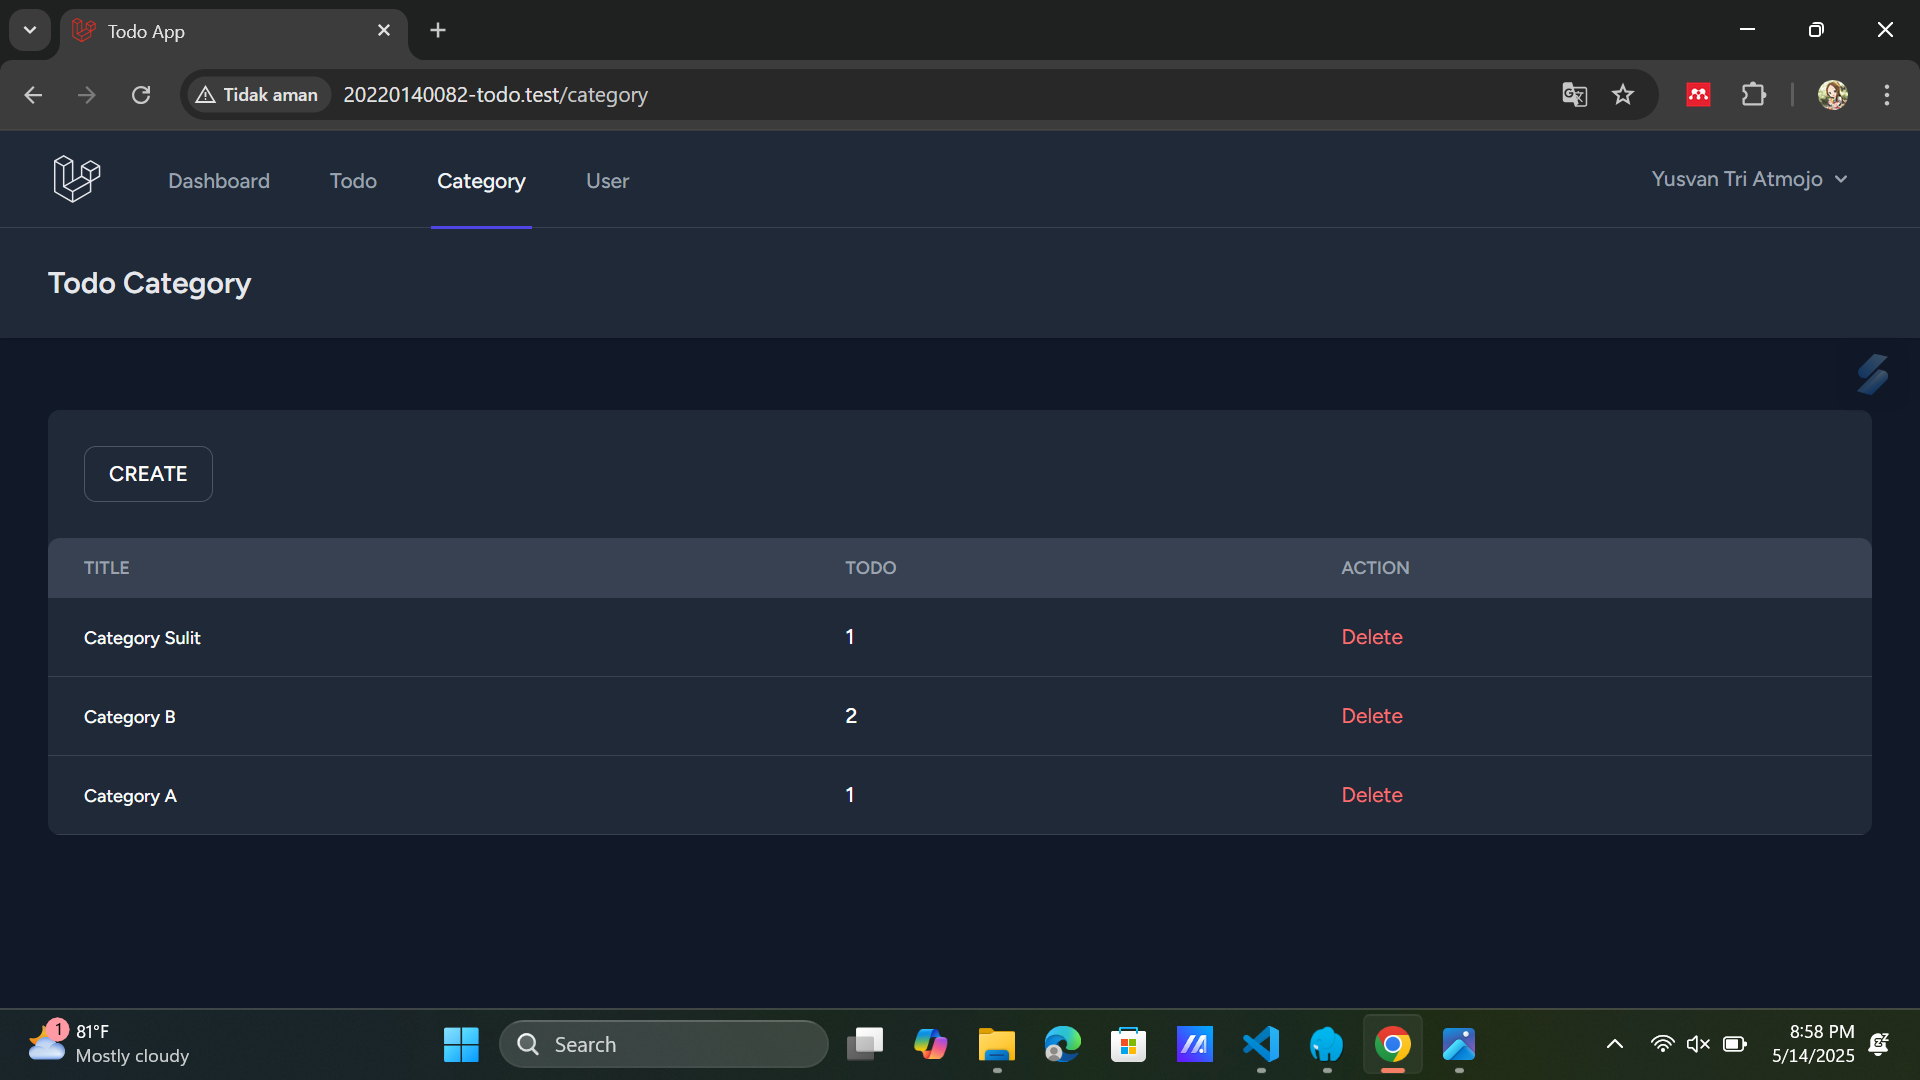 Todo App
Tidak aman
20220140082-todo.test/category
Dashboard
Todo
Category
User
Yusvan Tri Atmojo
Todo Category
CREATE
TITLE TODO ACTION
Category Sulit 1 Delete
Category B 2 Delete
Category A 1 Delete
1
81°F
Mostly cloudy
Search
8:58 PM
5/14/2025